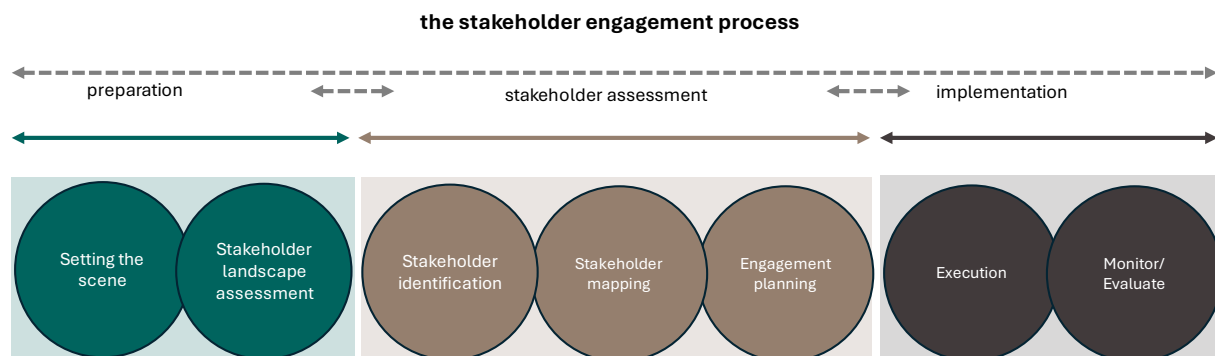 the stakeholder engagement process
preparation
stakeholder assessment
implementation
Setting the
scene
Stakeholder
landscape
assessment
Stakeholder
identification
Stakeholder
mapping
Engagement
planning
Execution
Monitor/
Evaluate